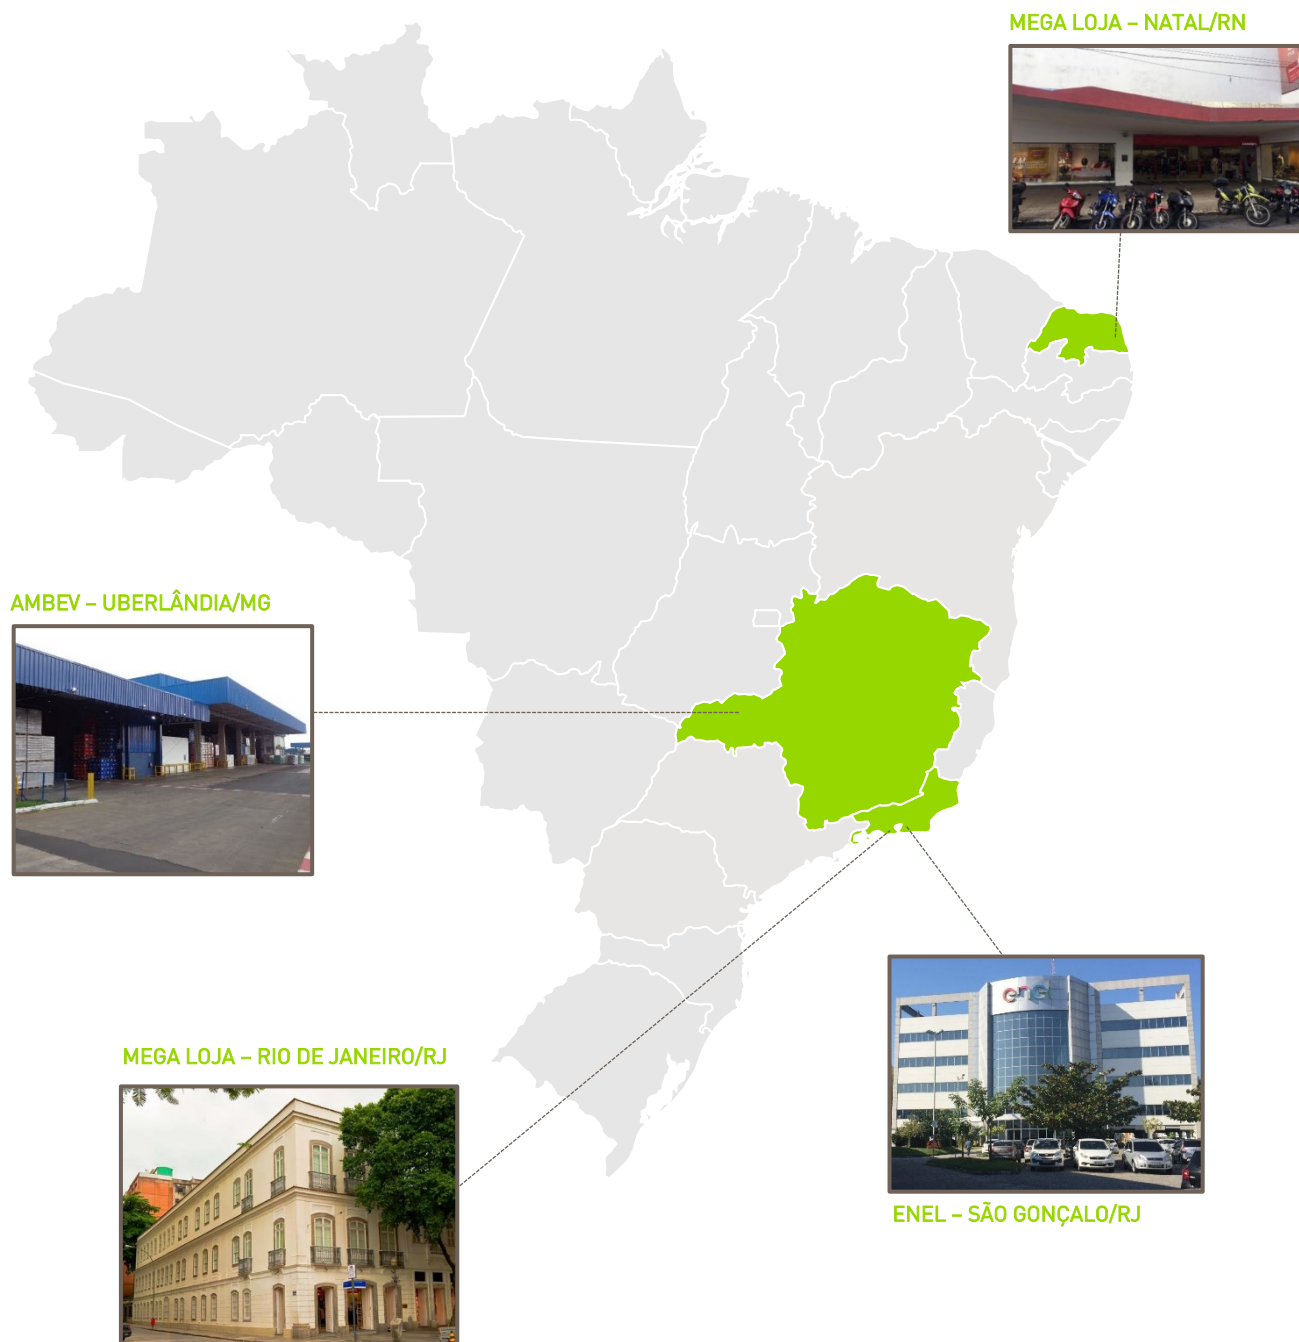 MEGA LOJA – NATAL/RN
AMBEV – UBERLÂNDIA/MG
MEGA LOJA – RIO DE JANEIRO/RJ
enel
ENEL – SÃO GONÇALO/RJ